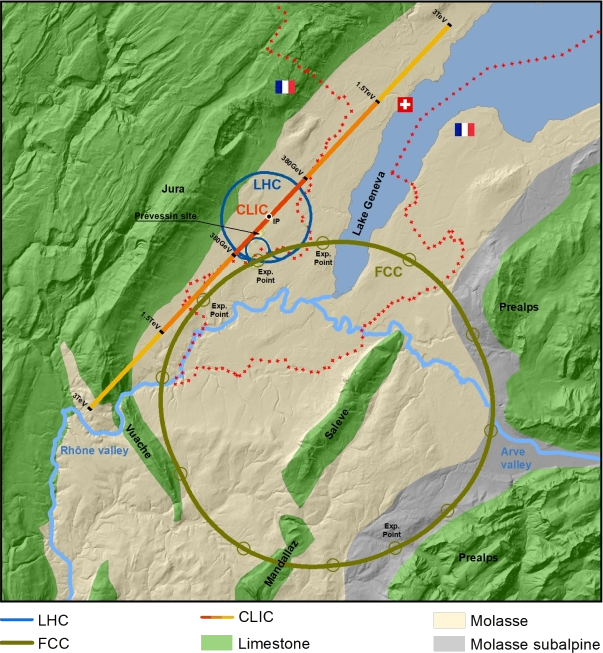 3TeV
1.5TeV
380GeV
Jura
LHC
CLIC
IP
Prévessin site
380GeV
Lake Geneva
Exp.
Point
Exp.
Point
FCC
Exp.
Point
Prealps
1.5TeV
3TeV
Rhône valley
Vuache
Salève
Arve
valley
Exp.
Point
Mandallaz
Prealps
LHC
FCC
CLIC
Limestone
Molasse
Molasse subalpine